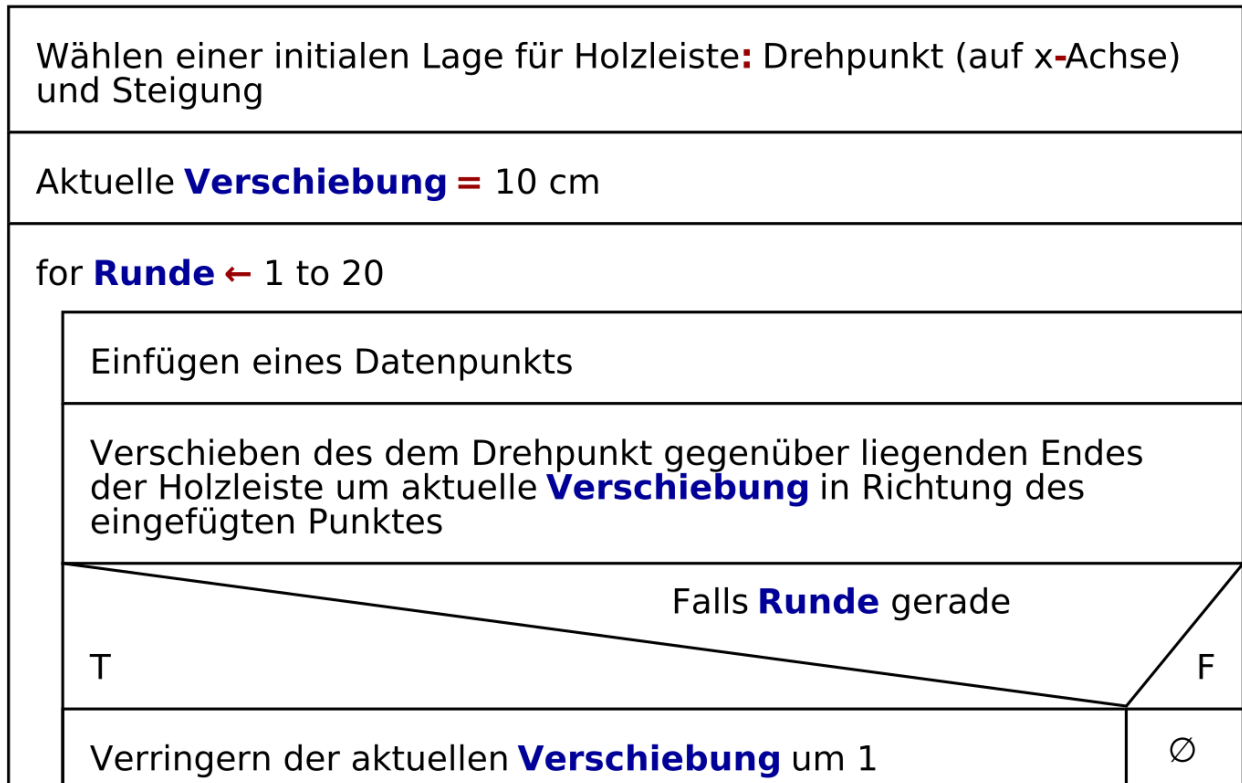 Wählen einer initialen Lage für Holzleiste: Drehpunkt (auf x-Achse)
und Steigung
Aktuelle Verschiebung = 10 cm
for Runde ← 1 to 20
Einfügen eines Datenpunkts
Verschieben des dem Drehpunkt gegenüber liegenden Endes
der Holzleiste um aktuelle Verschiebung in Richtung des
eingefügten Punktes
Falls Runde gerade
T
F
Verringern der aktuellen Verschiebung um 1
∅